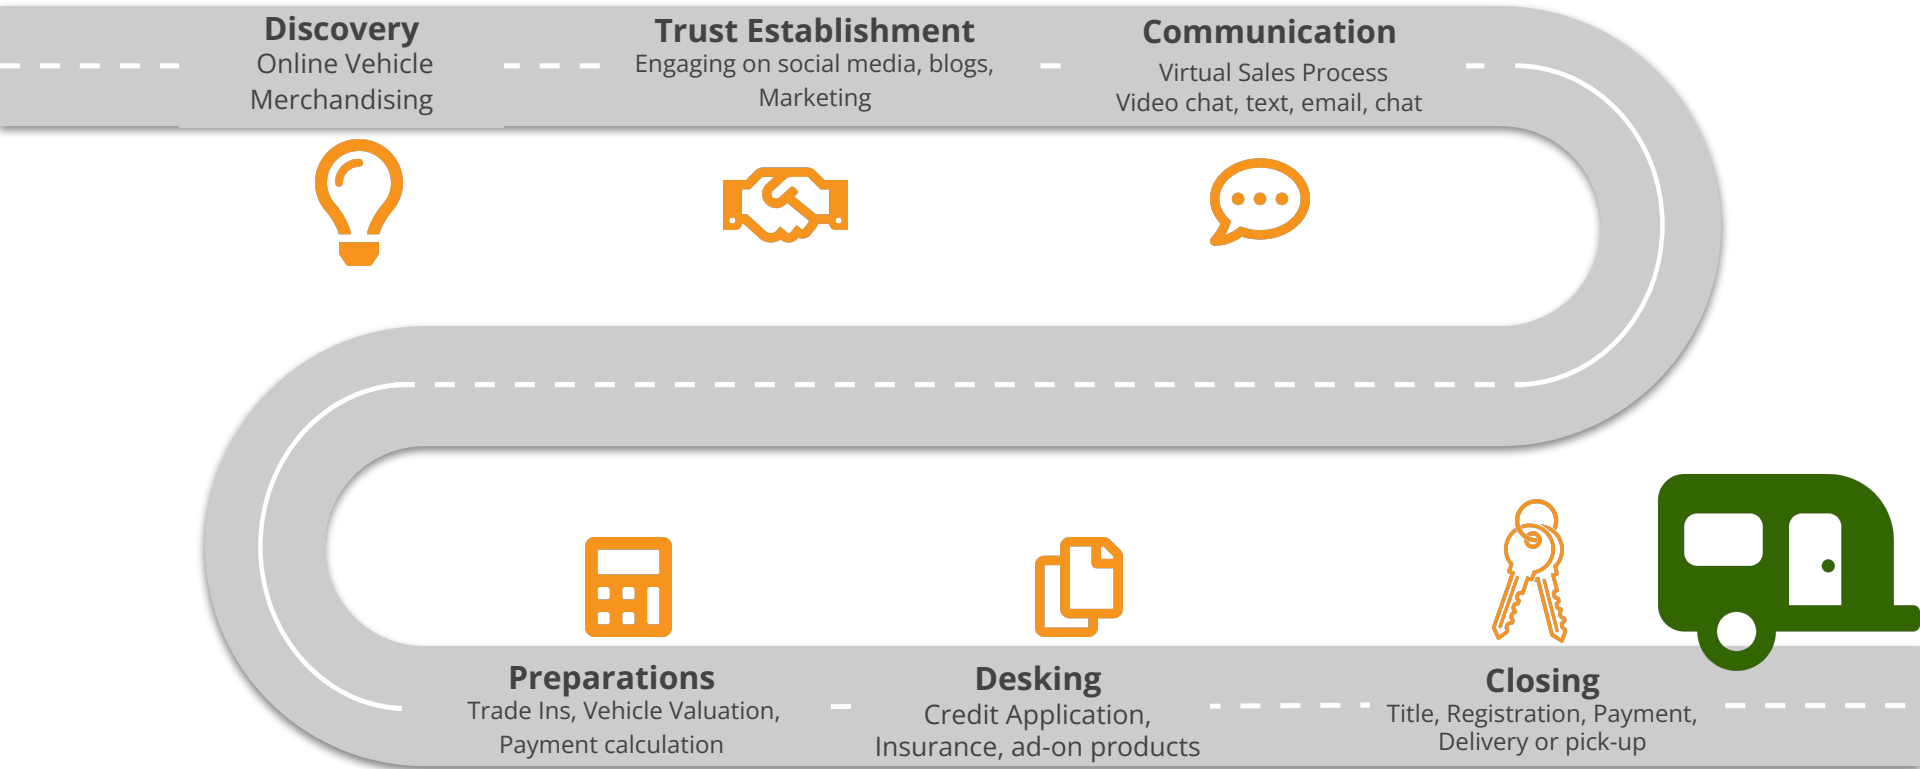 Discovery
Online Vehicle
Merchandising
Trust Establishment
Engaging on social media, blogs,
Marketing
Communication
Virtual Sales Process
Video chat, text, email, chat
Preparations
Trade Ins, Vehicle Valuation,
Payment calculation
Desking
Credit Application,
Insurance, ad-on products
Closing
Title, Registration, Payment,
Delivery or pick-up